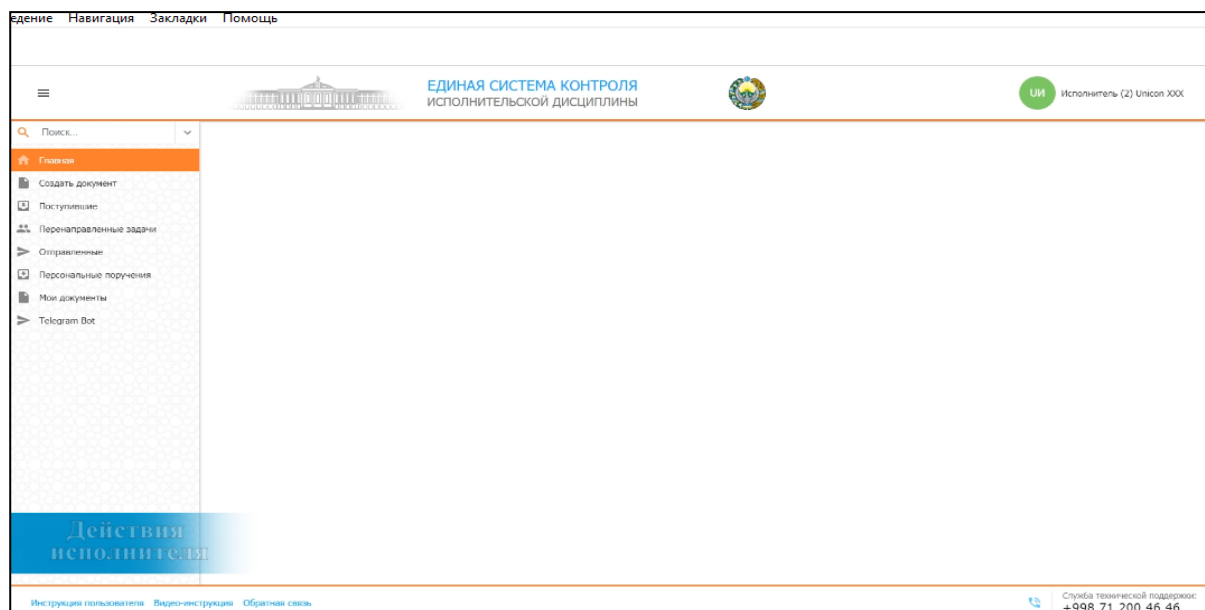 едение Навигация Закладки Помощь
ЕДИНАЯ СИСТЕМА КОНТРОЛЯ
ИСПОЛНИТЕЛЬСКОЙ ДИСЦИПЛИНЫ
УИ Исполнитель (2) Unicon XXX
Поиск...
Главная
Создать документ
Поступившие
Перенаправленные задачи
Отправленные
Персональные поручения
Мои документы
Telegram Bot
Действия
исполнителя
Инструкция пользователя Видео-инструкция Обратная связь
Служба технической поддержки:
+998 71 200 46 46